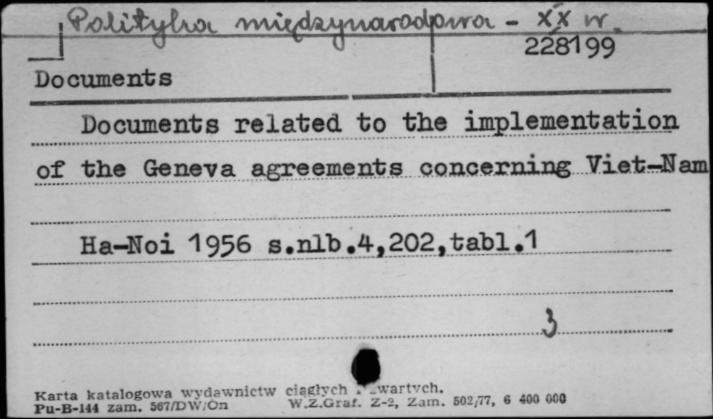 Polityka międzynarodowa - XX w.
228199
Documents
Documents related to the implementation
of the Geneva agreements concerning Viet-Nam
Ha-Noi 1956 s.nlb.4,202,tabl.1
3
Karta katalogowa wydawnictw ciągłych
Pu-B-144 zam. 567/DW/On W.Z.Graf. Z-2, Zam. 502/77, 6 400 000